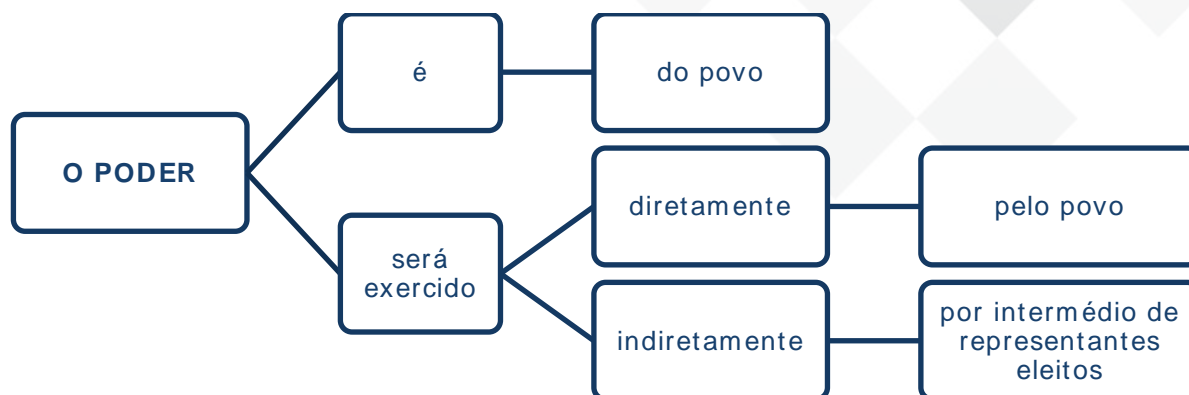 O PODER
é
do povo
será
exercido
diretamente
pelo povo
indiretamente
por intermédio de
representantes
eleitos